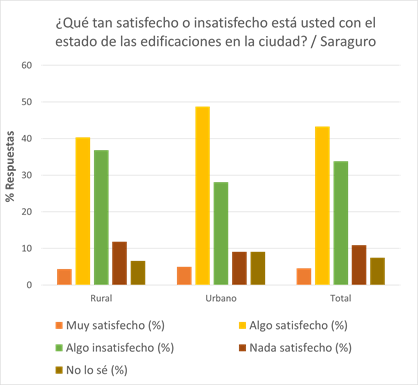 ¿Qué tan satisfecho o insatisfecho está usted con el
estado de las edificaciones en la ciudad? / Saraguro
% Respuestas
60
50
40
30
20
10
0
Rural
Urbano
Total
Muy satisfecho (%)
Algo satisfecho (%)
Algo insatisfecho (%)
Nada satisfecho (%)
No lo sé (%)